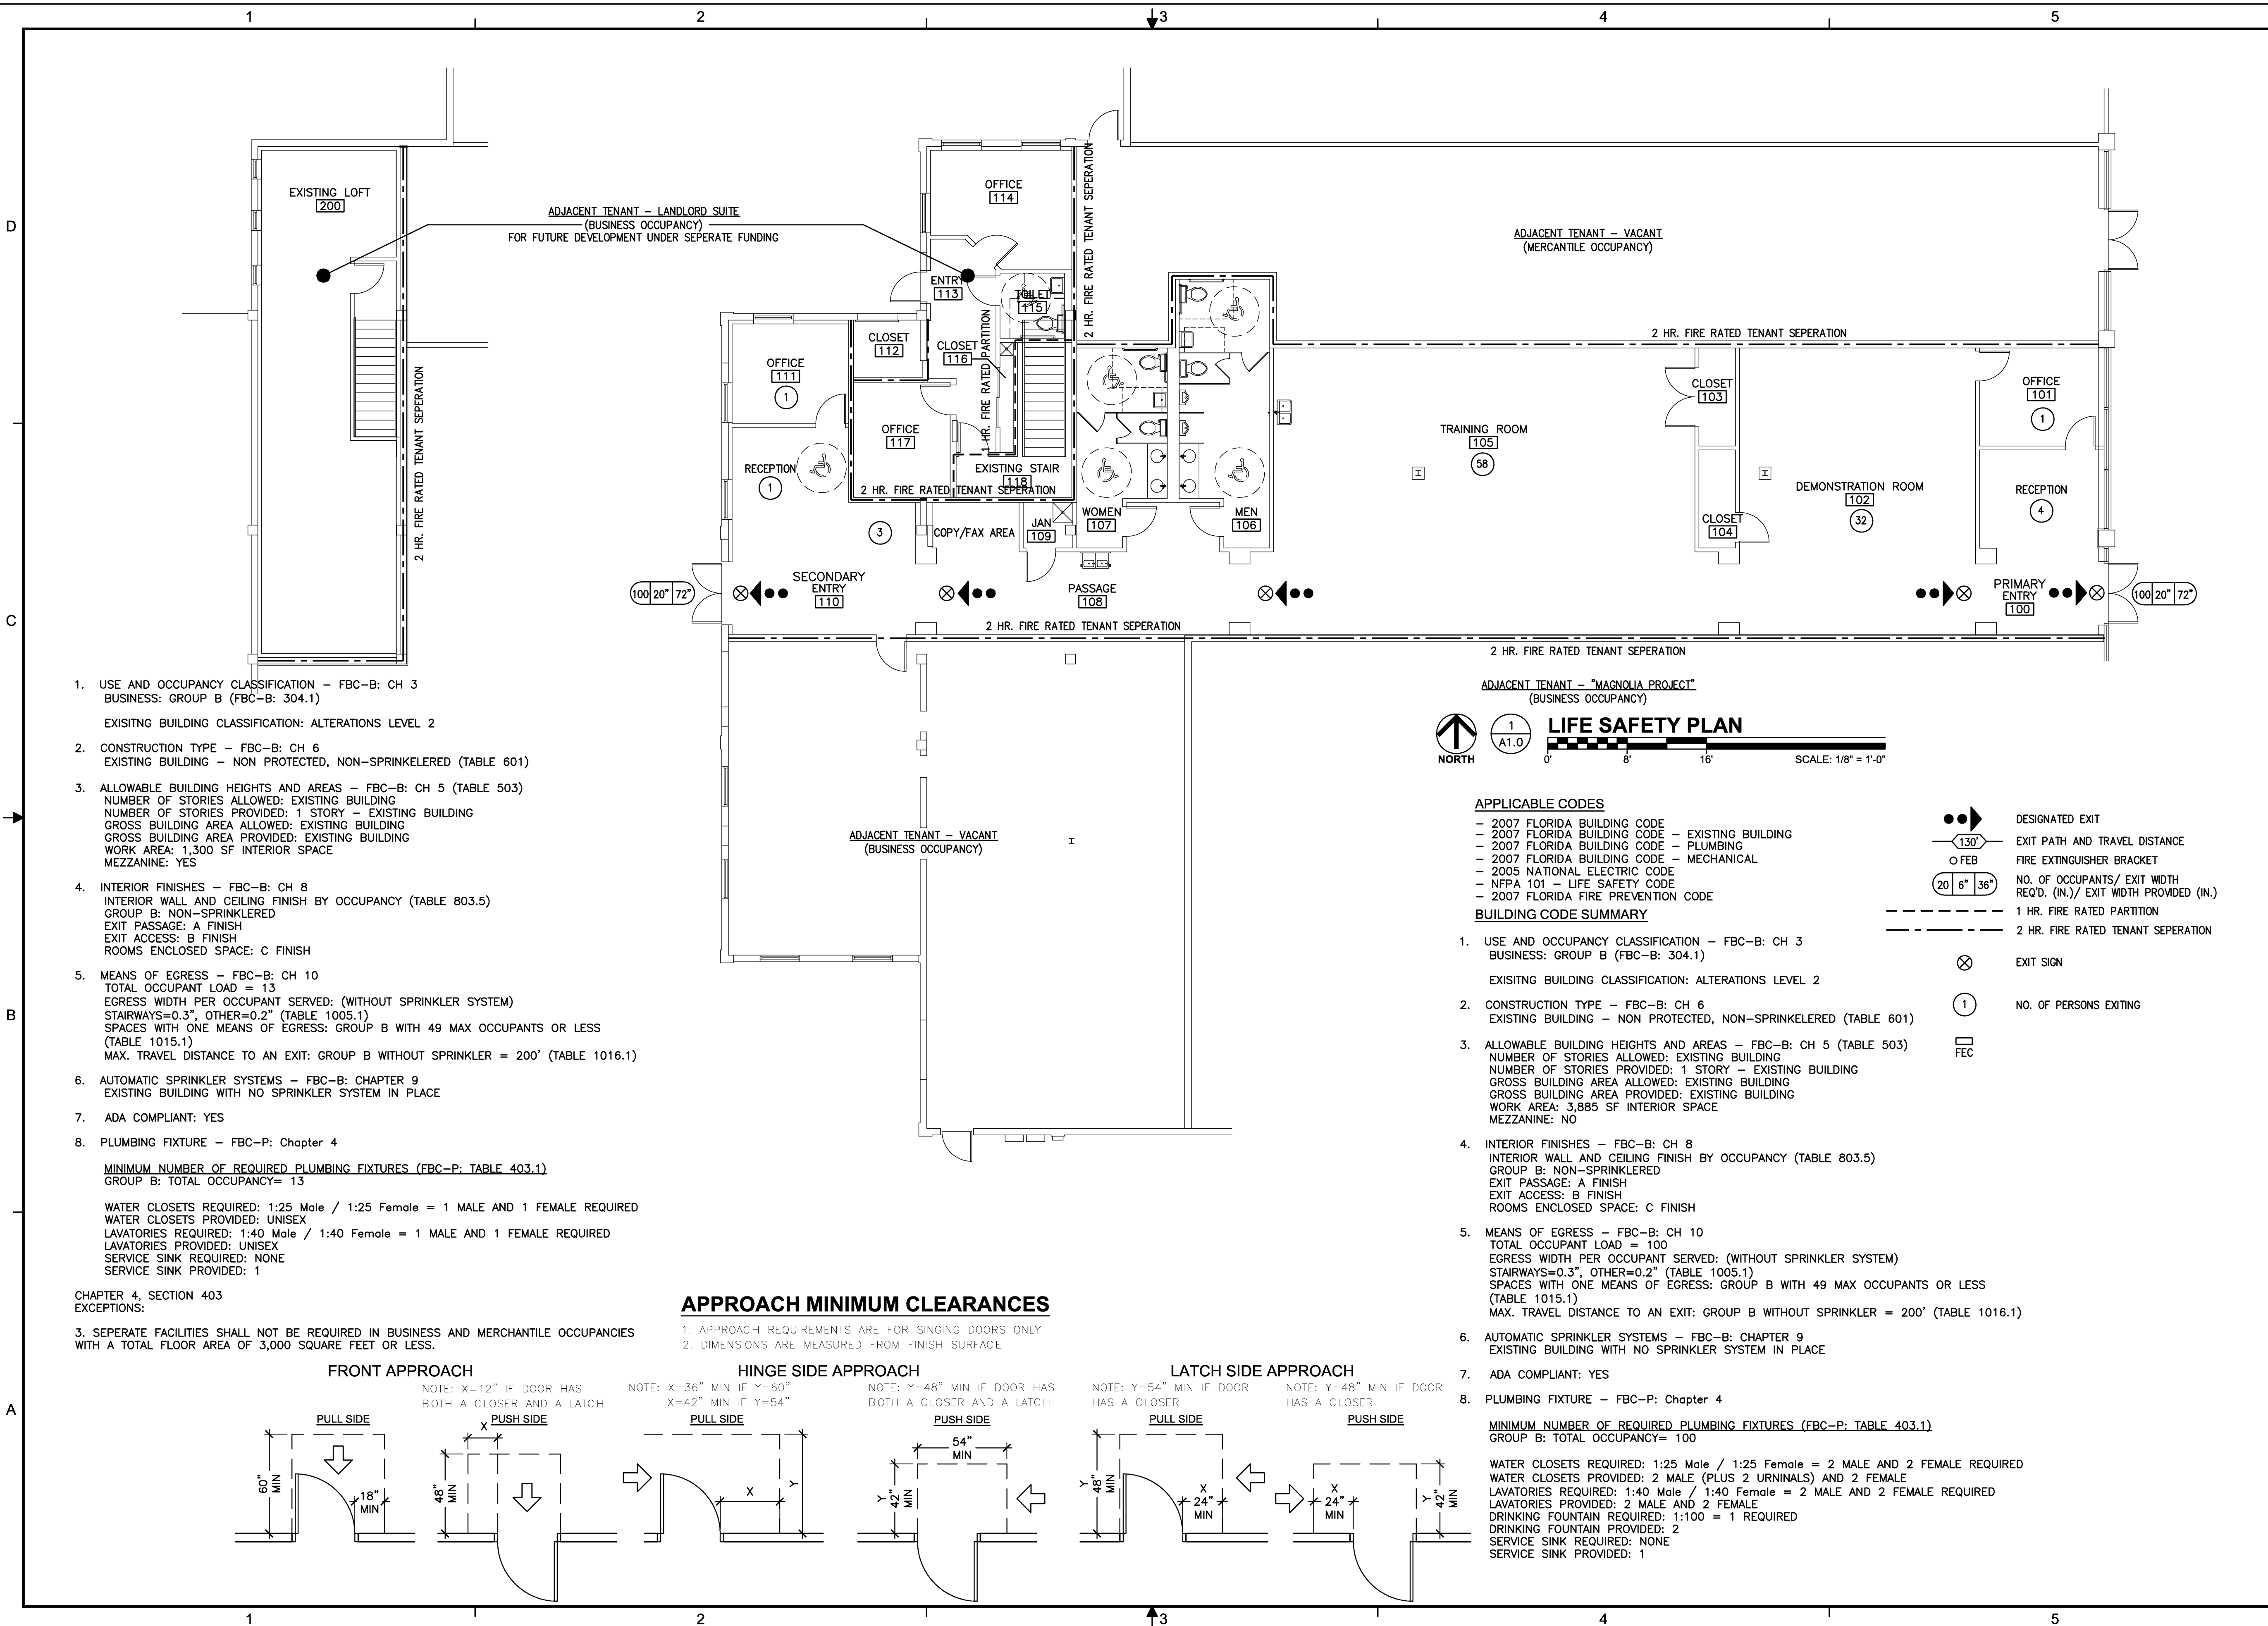 1 2 3 4 5
D
C
B
A
EXISTING LOFT
200
2 HR. FIRE RATED TENANT SEPERATION
ADJACENT TENANT – LANDLORD SUITE
(BUSINESS OCCUPANCY)
FOR FUTURE DEVELOPMENT UNDER SEPERATE FUNDING
OFFICE
114
2 HR. FIRE RATED TENANT SEPERATION
ENTRY
113
TOILET
115
CLOSET
112
CLOSET
116
1 HR. FIRE RATED PARTITION
OFFICE
111
1
OFFICE
117
EXISTING STAIR
118
2 HR. FIRE RATED TENANT SEPERATION
RECEPTION
1
3
COPY/FAX AREA
JAN
109
WOMEN
107
MEN
106
ADJACENT TENANT – VACANT
(MERCANTILE OCCUPANCY)
2 HR. FIRE RATED TENANT SEPERATION
TRAINING ROOM
105
58
CLOSET
103
CLOSET
104
DEMONSTRATION ROOM
102
32
OFFICE
101
1
RECEPTION
4
100 20" 72"
SECONDARY
ENTRY
110
PASSAGE
108
PRIMARY
ENTRY
100
100 20" 72"
2 HR. FIRE RATED TENANT SEPERATION
2 HR. FIRE RATED TENANT SEPERATION
ADJACENT TENANT – "MAGNOLIA PROJECT"
(BUSINESS OCCUPANCY)
ADJACENT TENANT – VACANT
(BUSINESS OCCUPANCY)
NORTH
1
A1.0
LIFE SAFETY PLAN
0' 8' 16' SCALE: 1/8" = 1'-0"
1. USE AND OCCUPANCY CLASSIFICATION – FBC–B: CH 3
BUSINESS: GROUP B (FBC–B: 304.1)
EXISITNG BUILDING CLASSIFICATION: ALTERATIONS LEVEL 2
2. CONSTRUCTION TYPE – FBC–B: CH 6
EXISTING BUILDING – NON PROTECTED, NON–SPRINKELERED (TABLE 601)
3. ALLOWABLE BUILDING HEIGHTS AND AREAS – FBC–B: CH 5 (TABLE 503)
NUMBER OF STORIES ALLOWED: EXISTING BUILDING
NUMBER OF STORIES PROVIDED: 1 STORY – EXISTING BUILDING
GROSS BUILDING AREA ALLOWED: EXISTING BUILDING
GROSS BUILDING AREA PROVIDED: EXISTING BUILDING
WORK AREA: 1,300 SF INTERIOR SPACE
MEZZANINE: YES
4. INTERIOR FINISHES – FBC–B: CH 8
INTERIOR WALL AND CEILING FINISH BY OCCUPANCY (TABLE 803.5)
GROUP B: NON–SPRINKLERED
EXIT PASSAGE: A FINISH
EXIT ACCESS: B FINISH
ROOMS ENCLOSED SPACE: C FINISH
5. MEANS OF EGRESS – FBC–B: CH 10
TOTAL OCCUPANT LOAD = 13
EGRESS WIDTH PER OCCUPANT SERVED: (WITHOUT SPRINKLER SYSTEM)
STAIRWAYS=0.3", OTHER=0.2" (TABLE 1005.1)
SPACES WITH ONE MEANS OF EGRESS: GROUP B WITH 49 MAX OCCUPANTS OR LESS
(TABLE 1015.1)
MAX. TRAVEL DISTANCE TO AN EXIT: GROUP B WITHOUT SPRINKLER = 200' (TABLE 1016.1)
6. AUTOMATIC SPRINKLER SYSTEMS – FBC–B: CHAPTER 9
EXISTING BUILDING WITH NO SPRINKLER SYSTEM IN PLACE
7. ADA COMPLIANT: YES
8. PLUMBING FIXTURE – FBC–P: Chapter 4
MINIMUM NUMBER OF REQUIRED PLUMBING FIXTURES (FBC–P: TABLE 403.1)
GROUP B: TOTAL OCCUPANCY= 13
WATER CLOSETS REQUIRED: 1:25 Male / 1:25 Female = 1 MALE AND 1 FEMALE REQUIRED
WATER CLOSETS PROVIDED: UNISEX
LAVATORIES REQUIRED: 1:40 Male / 1:40 Female = 1 MALE AND 1 FEMALE REQUIRED
LAVATORIES PROVIDED: UNISEX
SERVICE SINK REQUIRED: NONE
SERVICE SINK PROVIDED: 1
CHAPTER 4, SECTION 403
EXCEPTIONS:
3. SEPERATE FACILITIES SHALL NOT BE REQUIRED IN BUSINESS AND MERCHANTILE OCCUPANCIES
WITH A TOTAL FLOOR AREA OF 3,000 SQUARE FEET OR LESS.
APPLICABLE CODES
– 2007 FLORIDA BUILDING CODE
– 2007 FLORIDA BUILDING CODE – EXISTING BUILDING
– 2007 FLORIDA BUILDING CODE – PLUMBING
– 2007 FLORIDA BUILDING CODE – MECHANICAL
– 2005 NATIONAL ELECTRIC CODE
– NFPA 101 – LIFE SAFETY CODE
– 2007 FLORIDA FIRE PREVENTION CODE
DESIGNATED EXIT
130' EXIT PATH AND TRAVEL DISTANCE
FEB FIRE EXTINGUISHER BRACKET
20 6" 36" NO. OF OCCUPANTS/ EXIT WIDTH
REQ'D. (IN.)/ EXIT WIDTH PROVIDED (IN.)
1 HR. FIRE RATED PARTITION
2 HR. FIRE RATED TENANT SEPERATION
EXIT SIGN
1 NO. OF PERSONS EXITING
FEC
BUILDING CODE SUMMARY
1. USE AND OCCUPANCY CLASSIFICATION – FBC–B: CH 3
BUSINESS: GROUP B (FBC–B: 304.1)
EXISITNG BUILDING CLASSIFICATION: ALTERATIONS LEVEL 2
2. CONSTRUCTION TYPE – FBC–B: CH 6
EXISTING BUILDING – NON PROTECTED, NON–SPRINKELERED (TABLE 601)
3. ALLOWABLE BUILDING HEIGHTS AND AREAS – FBC–B: CH 5 (TABLE 503)
NUMBER OF STORIES ALLOWED: EXISTING BUILDING
NUMBER OF STORIES PROVIDED: 1 STORY – EXISTING BUILDING
GROSS BUILDING AREA ALLOWED: EXISTING BUILDING
GROSS BUILDING AREA PROVIDED: EXISTING BUILDING
WORK AREA: 3,885 SF INTERIOR SPACE
MEZZANINE: NO
4. INTERIOR FINISHES – FBC–B: CH 8
INTERIOR WALL AND CEILING FINISH BY OCCUPANCY (TABLE 803.5)
GROUP B: NON–SPRINKLERED
EXIT PASSAGE: A FINISH
EXIT ACCESS: B FINISH
ROOMS ENCLOSED SPACE: C FINISH
5. MEANS OF EGRESS – FBC–B: CH 10
TOTAL OCCUPANT LOAD = 100
EGRESS WIDTH PER OCCUPANT SERVED: (WITHOUT SPRINKLER SYSTEM)
STAIRWAYS=0.3", OTHER=0.2" (TABLE 1005.1)
SPACES WITH ONE MEANS OF EGRESS: GROUP B WITH 49 MAX OCCUPANTS OR LESS
(TABLE 1015.1)
MAX. TRAVEL DISTANCE TO AN EXIT: GROUP B WITHOUT SPRINKLER = 200' (TABLE 1016.1)
6. AUTOMATIC SPRINKLER SYSTEMS – FBC–B: CHAPTER 9
EXISTING BUILDING WITH NO SPRINKLER SYSTEM IN PLACE
7. ADA COMPLIANT: YES
8. PLUMBING FIXTURE – FBC–P: Chapter 4
MINIMUM NUMBER OF REQUIRED PLUMBING FIXTURES (FBC–P: TABLE 403.1)
GROUP B: TOTAL OCCUPANCY= 100
WATER CLOSETS REQUIRED: 1:25 Male / 1:25 Female = 2 MALE AND 2 FEMALE REQUIRED
WATER CLOSETS PROVIDED: 2 MALE (PLUS 2 URNINALS) AND 2 FEMALE
LAVATORIES REQUIRED: 1:40 Male / 1:40 Female = 2 MALE AND 2 FEMALE REQUIRED
LAVATORIES PROVIDED: 2 MALE AND 2 FEMALE
DRINKING FOUNTAIN REQUIRED: 1:100 = 1 REQUIRED
DRINKING FOUNTAIN PROVIDED: 2
SERVICE SINK REQUIRED: NONE
SERVICE SINK PROVIDED: 1
APPROACH MINIMUM CLEARANCES
1. APPROACH REQUIREMENTS ARE FOR SINGING DOORS ONLY
2. DIMENSIONS ARE MEASURED FROM FINISH SURFACE
FRONT APPROACH
NOTE: X=12" IF DOOR HAS
BOTH A CLOSER AND A LATCH
PULL SIDE
60" MIN
18" MIN
PUSH SIDE
X
48" MIN
HINGE SIDE APPROACH
NOTE: X=36" MIN IF Y=60"
X=42" MIN IF Y=54"
PULL SIDE
X
Y
NOTE: Y=48" MIN IF DOOR HAS
BOTH A CLOSER AND A LATCH
PUSH SIDE
54" MIN
Y 42" MIN
LATCH SIDE APPROACH
NOTE: Y=54" MIN IF DOOR
HAS A CLOSER
PULL SIDE
Y 48" MIN
X 24" MIN
NOTE: Y=48" MIN IF DOOR
HAS A CLOSER
PUSH SIDE
X 24" MIN
Y 42" MIN
1 2 3 4 5